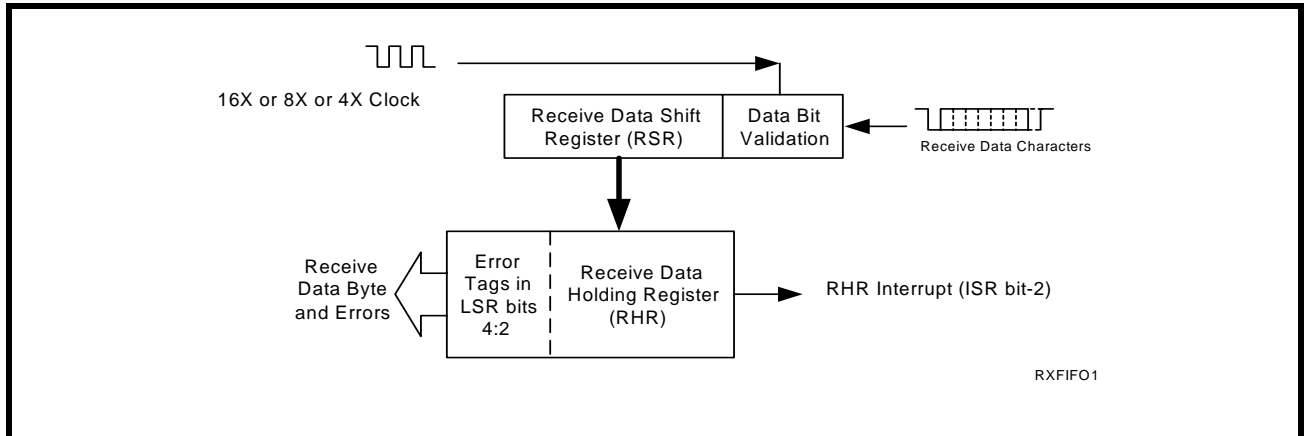 16X or 8X or 4X Clock
Receive Data Shift
Register (RSR)
Data Bit
Validation
Receive Data Characters
Receive
Data Byte
and Errors
Error
Tags in
LSR bits
4:2
Receive Data
Holding Register
(RHR)
RHR Interrupt (ISR bit-2)
RXFIFO1